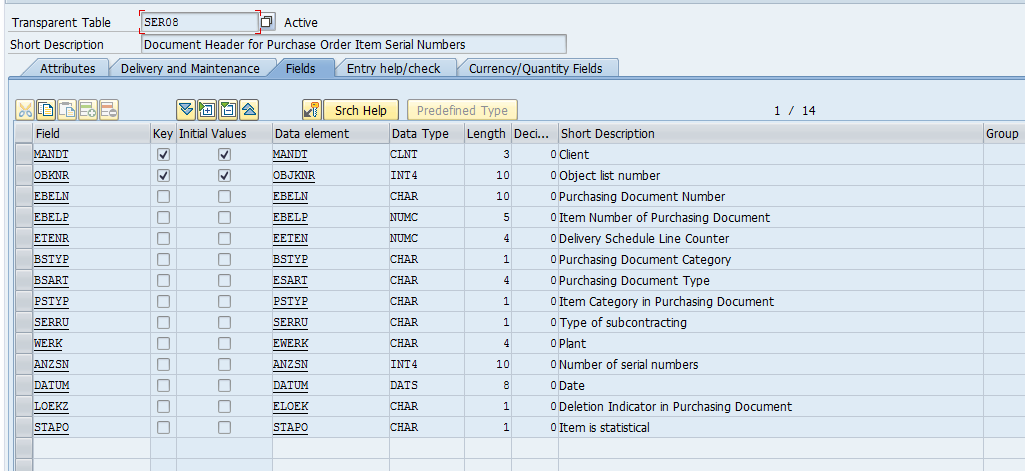 Transparent Table SER08 Active
Short Description Document Header for Purchase Order Item Serial Numbers
Attributes Delivery and Maintenance Fields Entry help/check Currency/Quantity Fields
Srch Help Predefined Type 1 / 14
Field Key Initial Values Data element Data Type Length Deci... Short Description Group
MANDT MANDT CLNT 3 0 Client
OBKNR OBJKNR INT4 10 0 Object list number
EBELN EBELN CHAR 10 0 Purchasing Document Number
EBELP EBELP NUMC 5 0 Item Number of Purchasing Document
ETENR EETEN NUMC 4 0 Delivery Schedule Line Counter
BSTYP BSTYP CHAR 1 0 Purchasing Document Category
BSART ESART CHAR 4 0 Purchasing Document Type
PSTYP PSTYP CHAR 1 0 Item Category in Purchasing Document
SERRU SERRU CHAR 1 0 Type of subcontracting
WERK EWERK CHAR 4 0 Plant
ANZSN ANZSN INT4 10 0 Number of serial numbers
DATUM DATUM DATS 8 0 Date
LOEKZ ELOEK CHAR 1 0 Deletion Indicator in Purchasing Document
STAPO STAPO CHAR 1 0 Item is statistical